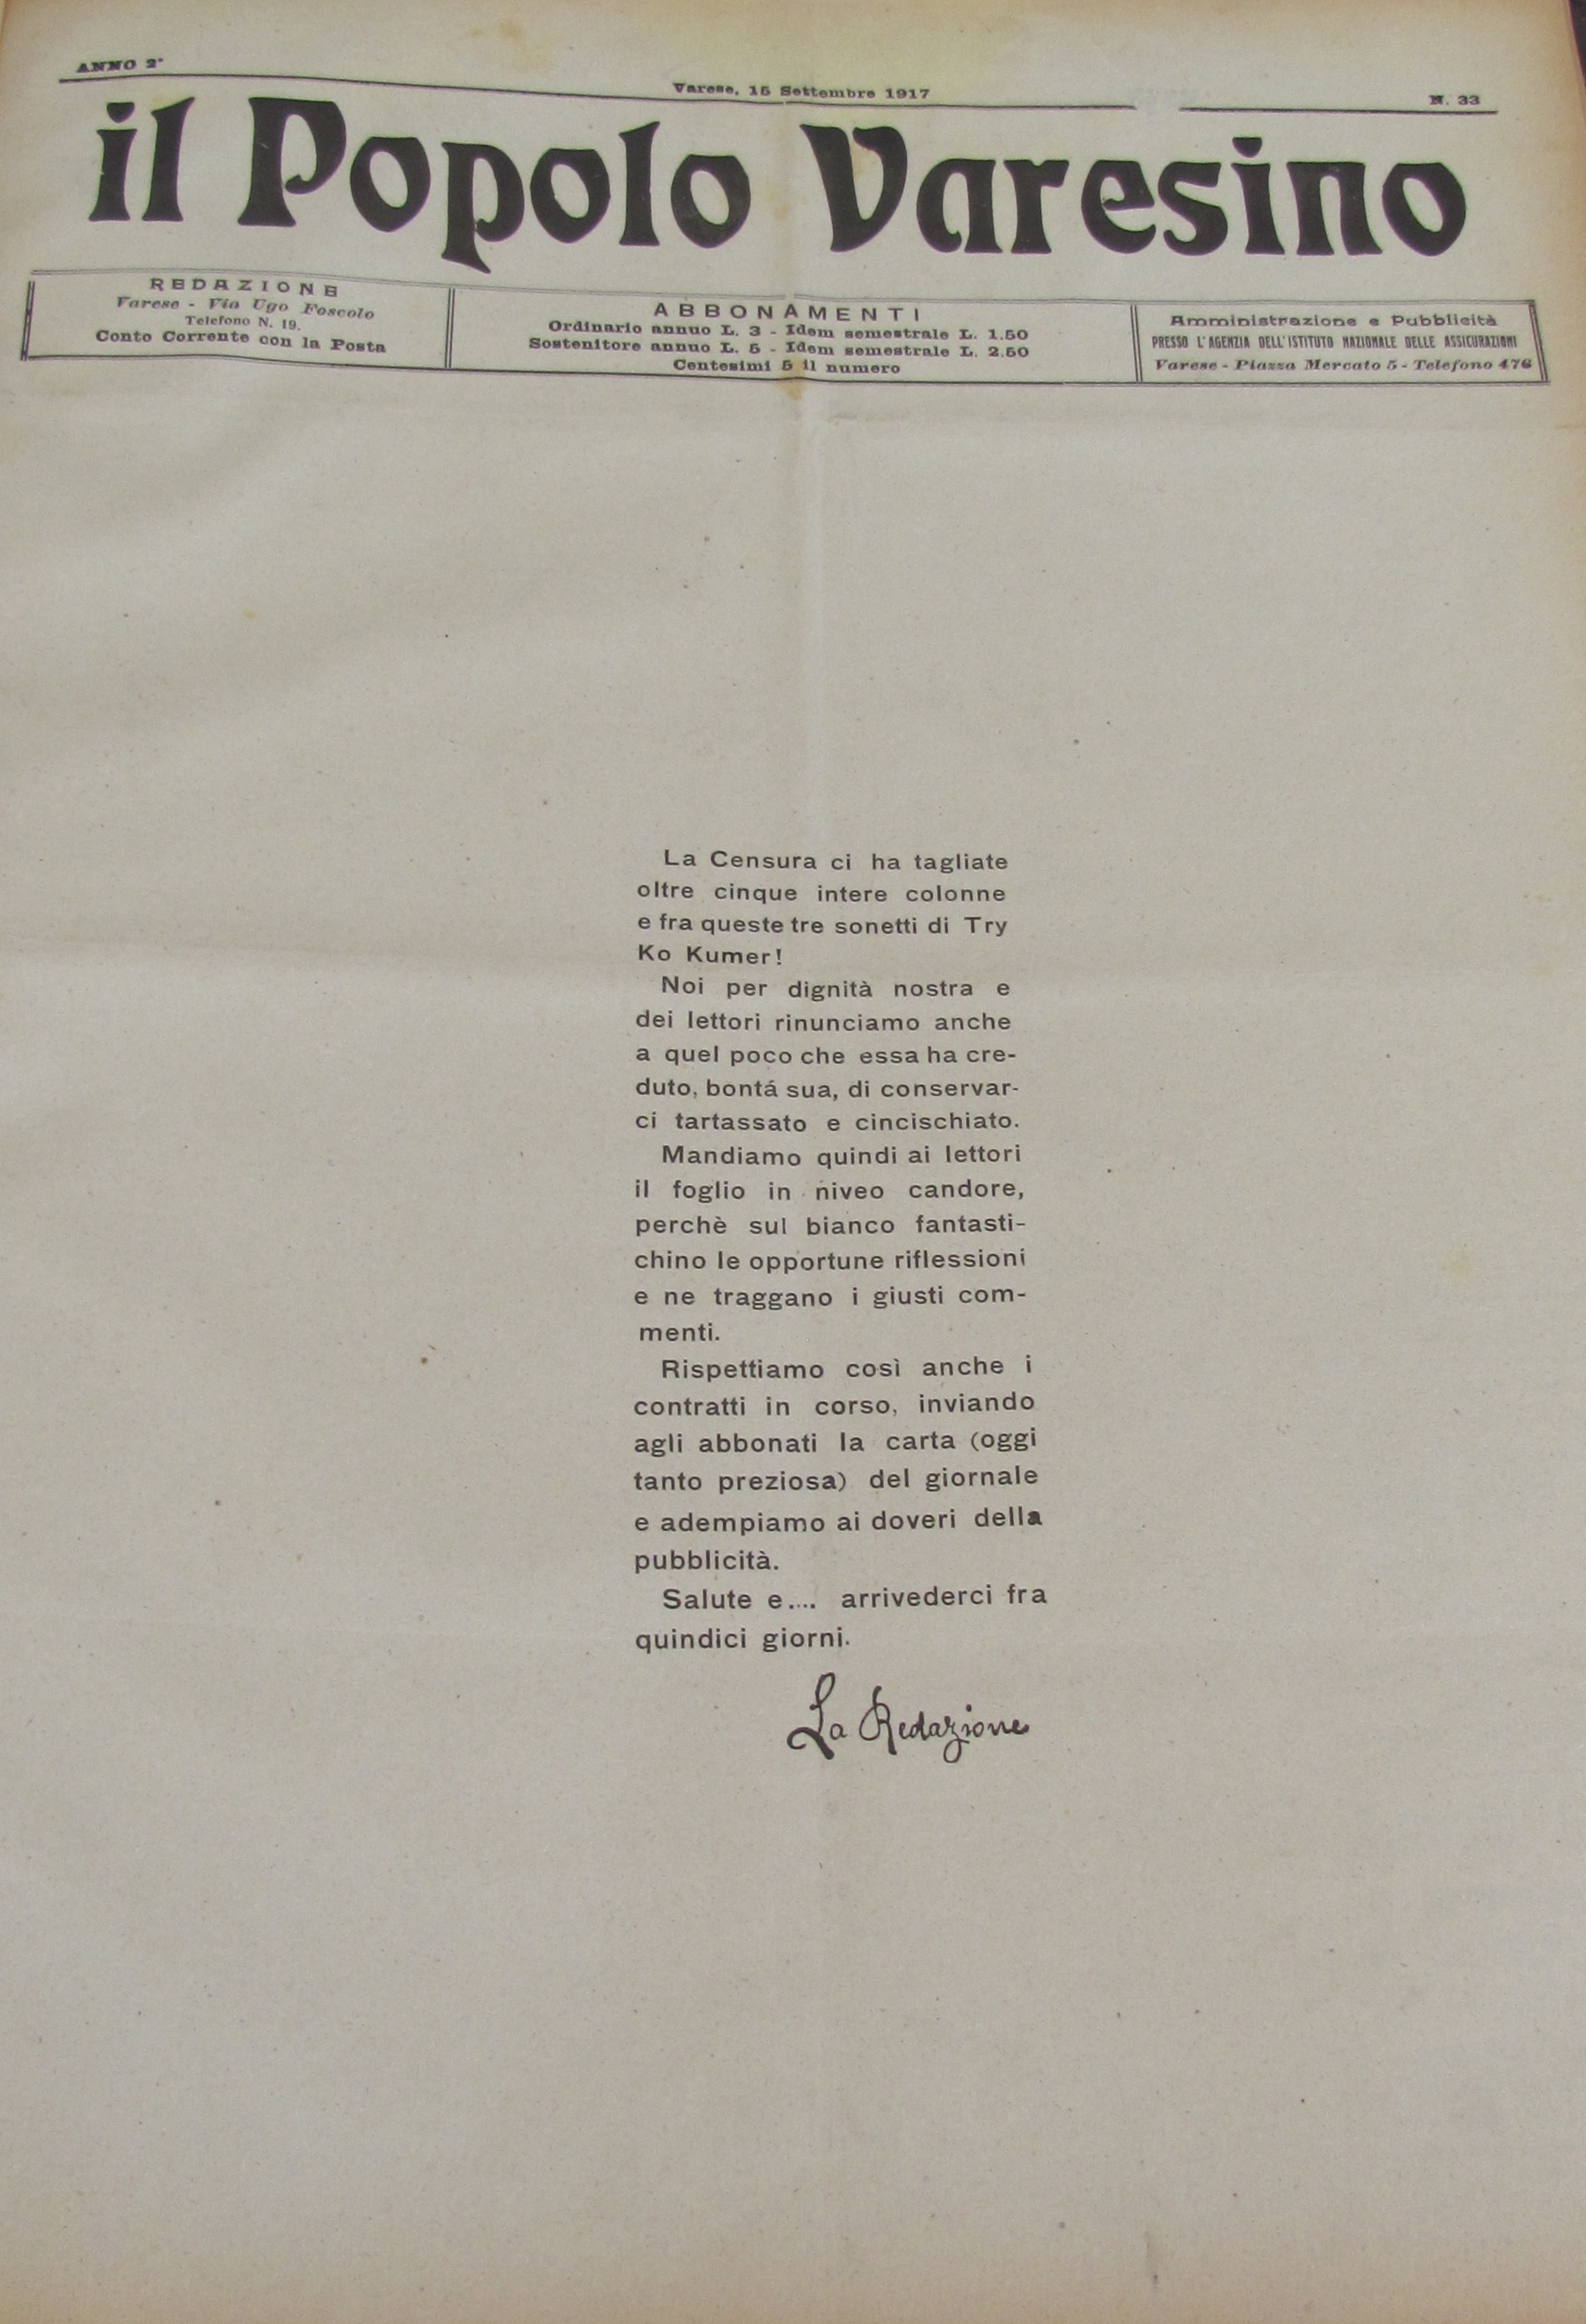 ANNO 2°
Varese, 15 Settembre 1917
N. 33
il Popolo Varesino
REDAZIONE
Varese - Via Ugo Foscolo
Telefono N. 19.
Conto Corrente con la Posta
ABBONAMENTI
Ordinario annuo L. 3 - Idem semestrale L. 1.50
Sostenitore annuo L. 5 - Idem semestrale L. 2.50
Centesimi 5 il numero
Amministrazione e Pubblicità
PRESSO L'AGENZIA DELL'ISTITUTO NAZIONALE DELLE ASSICURAZIONI
Varese - Piazza Mercato 5 - Telefono 476
La Censura ci ha tagliate
oltre cinque intere colonne
e fra queste tre sonetti di Try
Ko Kumer!
Noi per dignità nostra e
dei lettori rinunciamo anche
a quel poco che essa ha cre-
duto, bontá sua, di conservar-
ci tartassato e cincischiato.
Mandiamo quindi ai lettori
il foglio in niveo candore,
perchè sul bianco fantasti-
chino le opportune riflessioni
e ne traggano i giusti com-
menti.
Rispettiamo così anche i
contratti in corso, inviando
agli abbonati la carta (oggi
tanto preziosa) del giornale
e adempiamo ai doveri della
pubblicità.
Salute e.... arrivederci fra
quindici giorni.
La Redazione